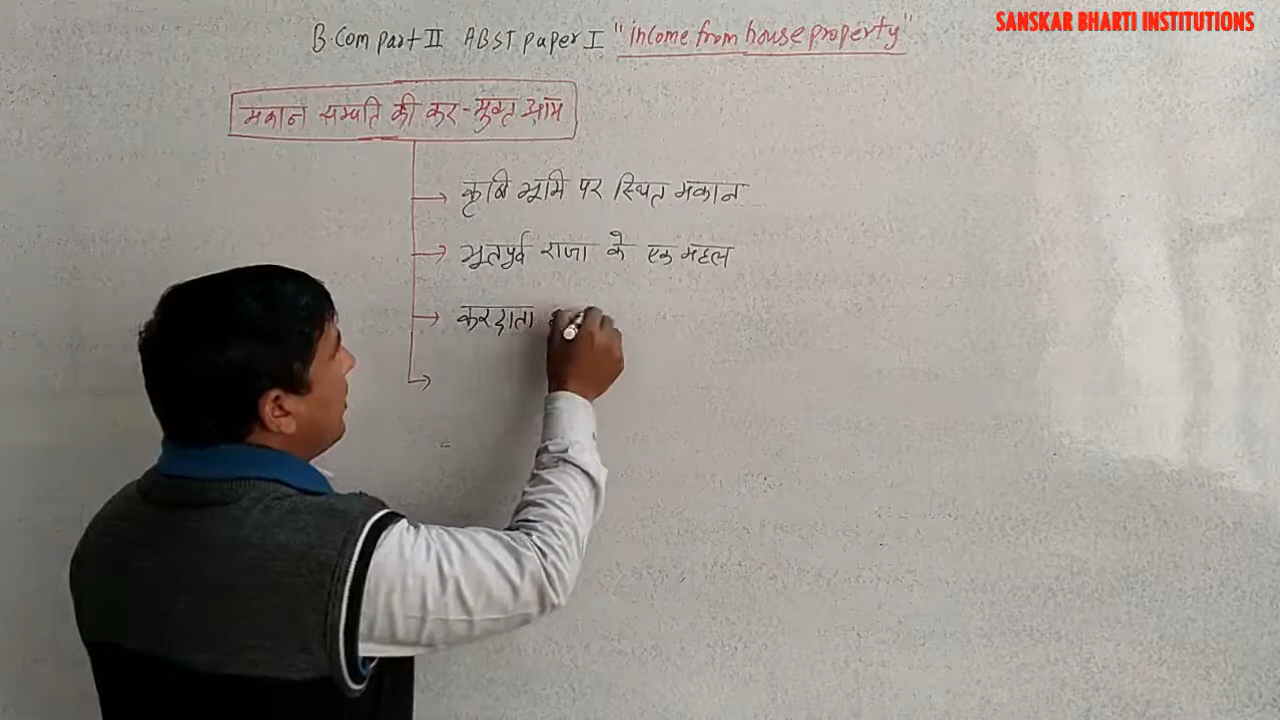 SANSKAR BHARTI INSTITUTIONS
B.Com part II ABST paper I "income from house property"
मकान सम्पति की कर-मुक्त आय
कृषि भूमि पर स्थित मकान
भूतपूर्व राजा के एक महल
करदाता